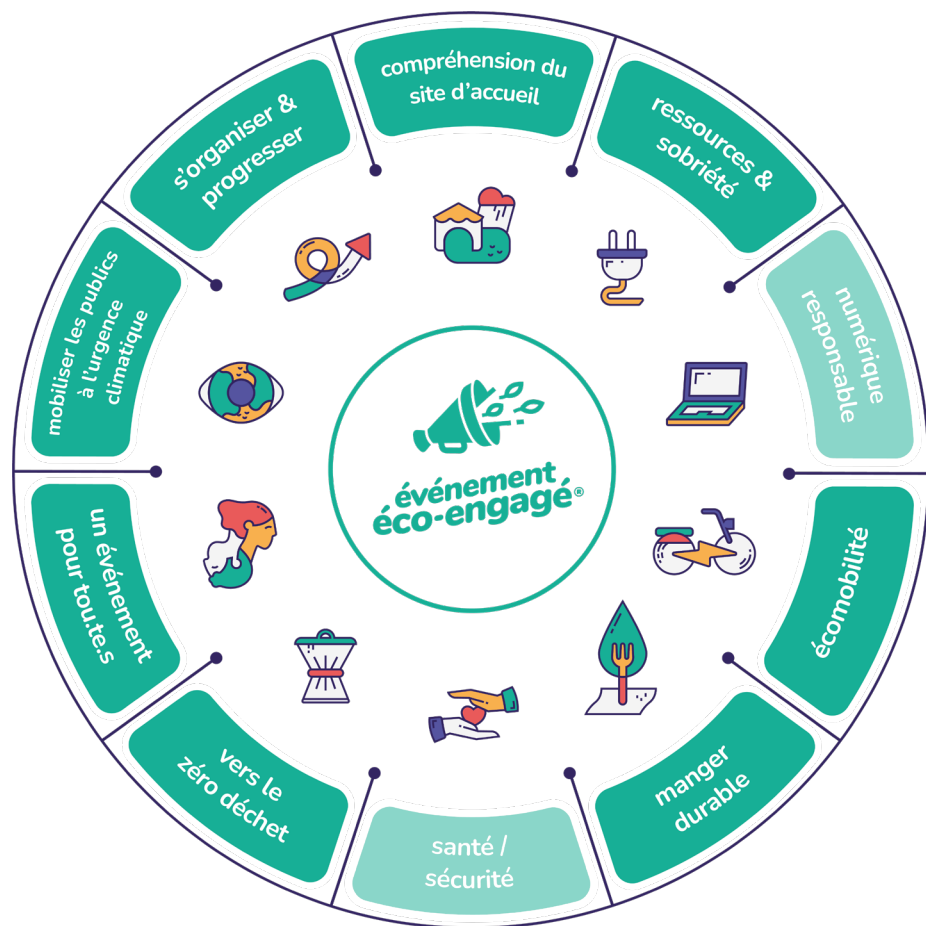 compréhension du
site d'accueil
ressources &
sobriété
numérique
responsable
écomobilité
manger
durable
santé /
sécurité
vers le
zéro déchet
un événement
pour tou.te.s
mobiliser les publics
à l'urgence
climatique
s'organiser &
progresser
événement
éco-engagé®